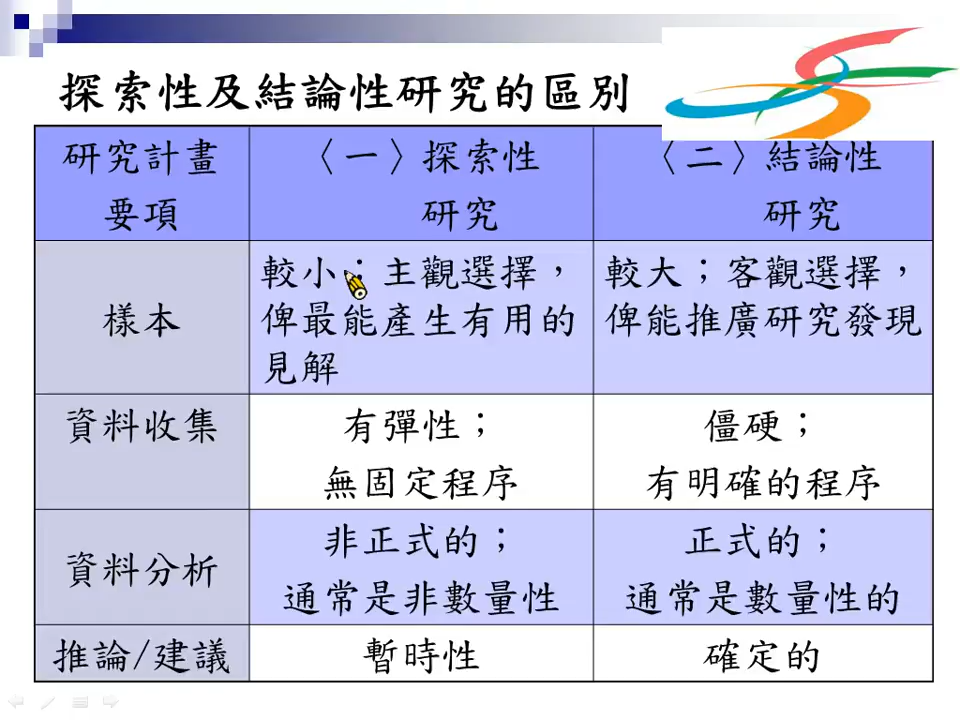 探索性及結論性研究的區別
研究計畫
要項
〈一〉探索性
研究
〈二〉結論性
研究
樣本
較小；主觀選擇，
俾最能產生有用的
見解
較大；客觀選擇，
俾能推廣研究發現
資料收集
有彈性；
無固定程序
僵硬；
有明確的程序
資料分析
非正式的；
通常是非數量性
正式的；
通常是數量性的
推論/建議
暫時性
確定的